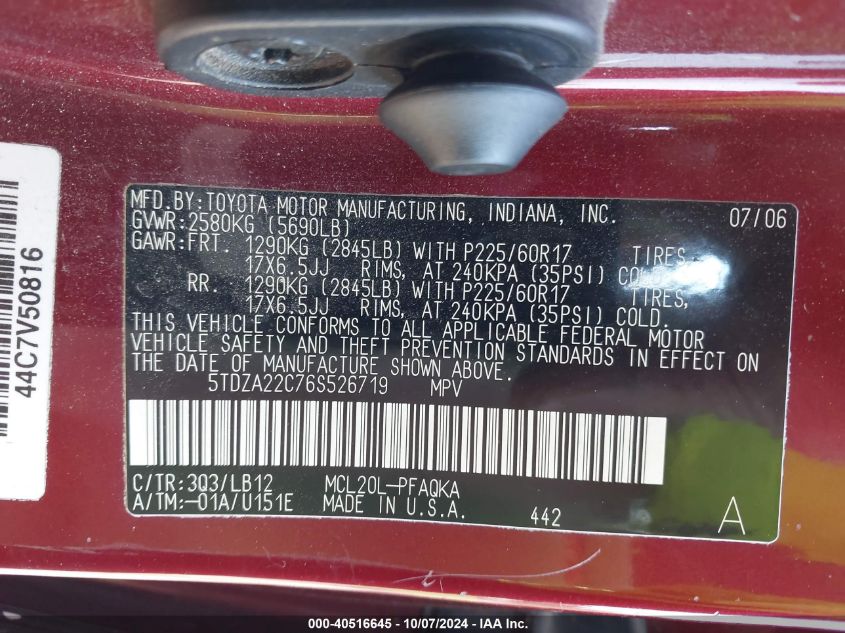 MFD.BY:TOYOTA MOTOR MANUFACTURING, INDIANA, INC. 07/06
GVWR:2580KG (5690LB)
GAWR:FRT. 1290KG (2845LB) WITH P225/60R17 TIRES,
17X6.5JJ RIMS, AT 240KPA (35PSI) COLD.
RR. 1290KG (2845LB) WITH P225/60R17 TIRES,
17X6.5JJ RIMS, AT 240KPA (35PSI) COLD.
THIS VEHICLE CONFORMS TO ALL APPLICABLE FEDERAL MOTOR
VEHICLE SAFETY AND THEFT PREVENTION STANDARDS IN EFFECT ON
THE DATE OF MANUFACTURE SHOWN ABOVE.
5TDZA22C76S526719 MPV
C/TR:3Q3/LB12 MCL20L-PFAQKA
A/TM:-01A/U151E MADE IN U.S.A. 442 A
44C7V50816
000-40516645 - 10/07/2024 - IAA Inc.